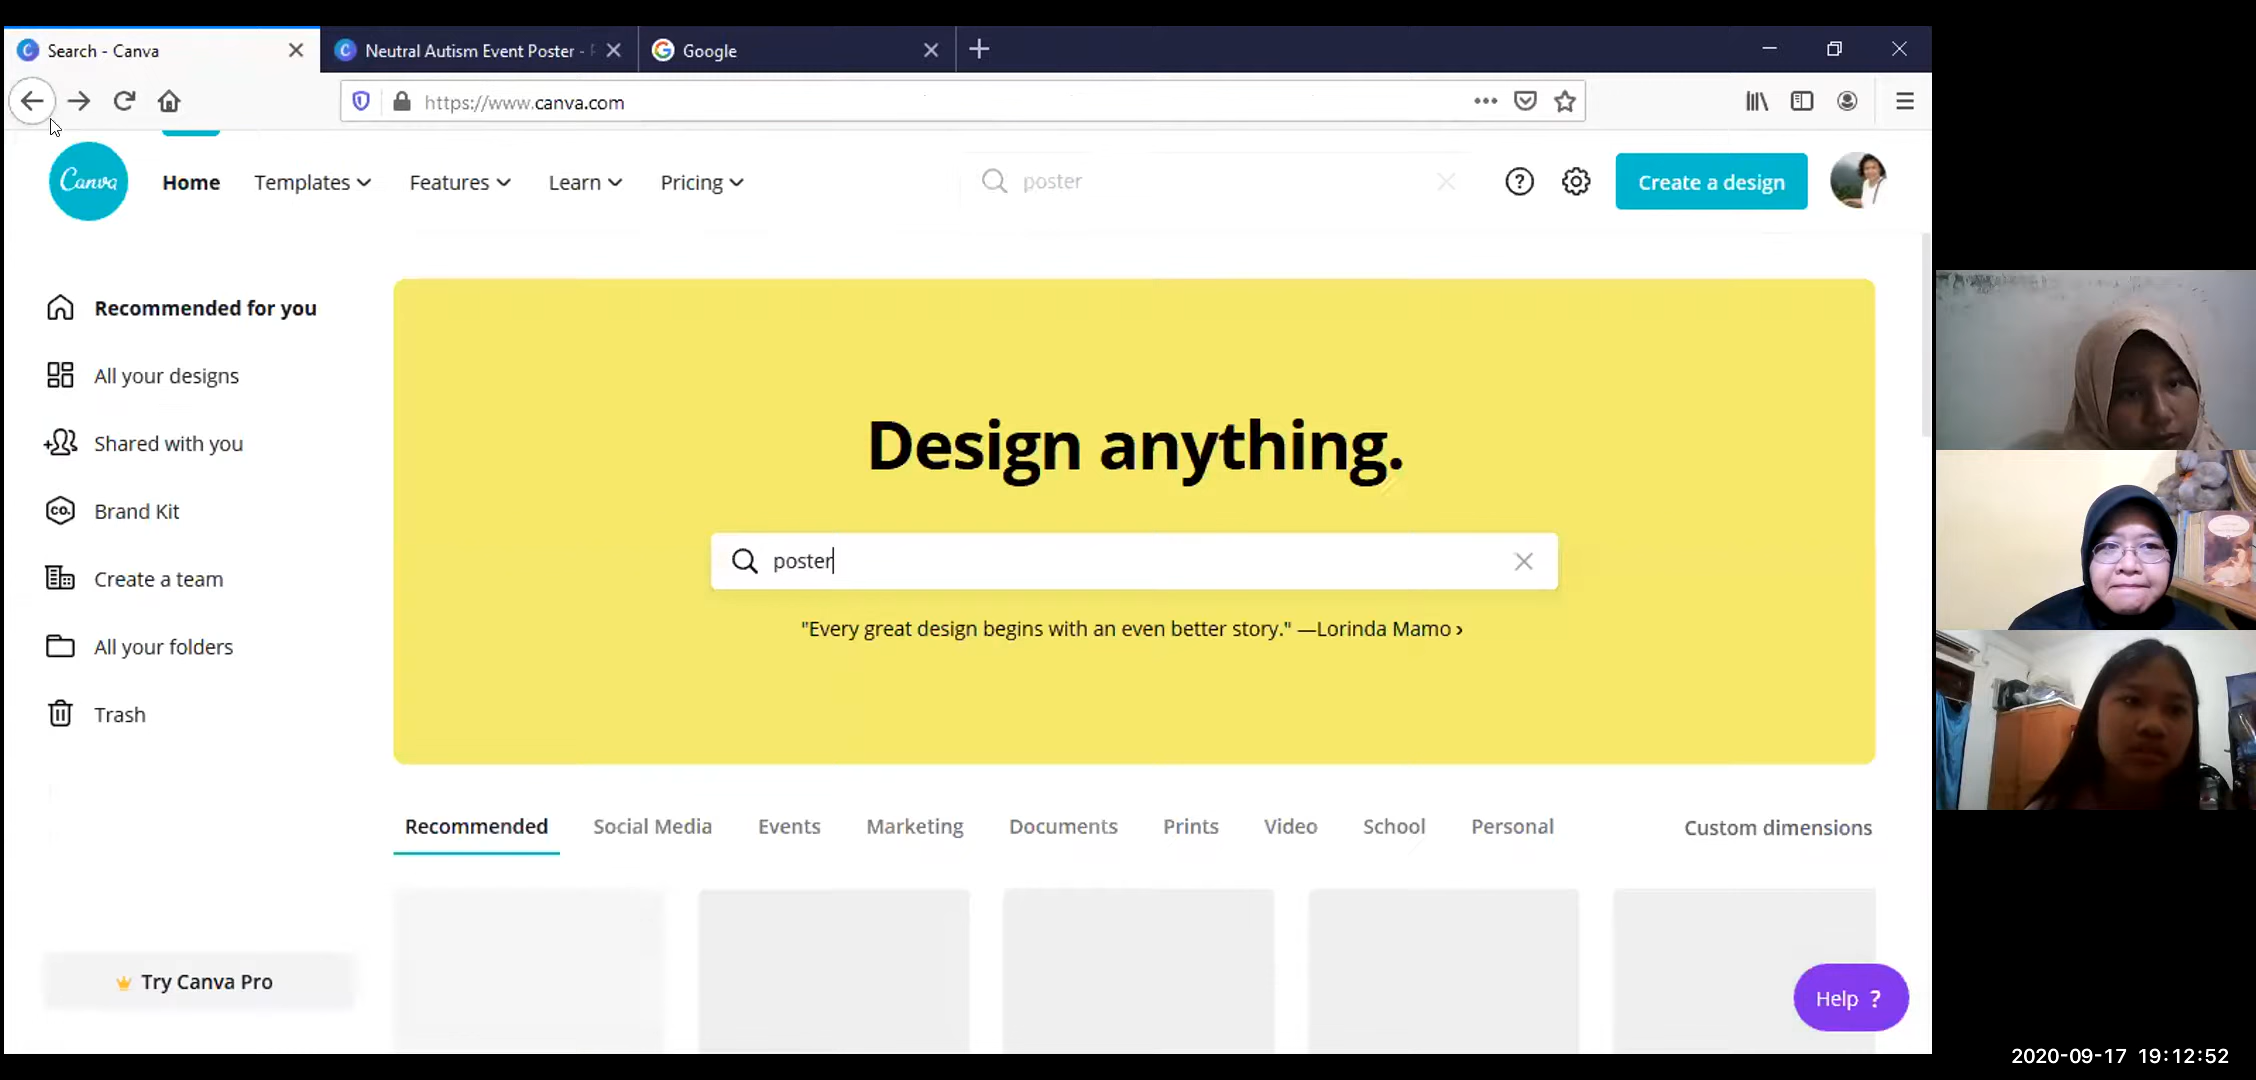 Search - Canva
Neutral Autism Event Poster -
Google
https://www.canva.com
Canva
Home
Templates
Features
Learn
Pricing
poster
Create a design
Recommended for you
All your designs
Shared with you
CO.
Brand Kit
Create a team
All your folders
Trash
Try Canva Pro
Design anything.
poster
"Every great design begins with an even better story." —Lorinda Mamo ›
Recommended
Social Media
Events
Marketing
Documents
Prints
Video
School
Personal
Custom dimensions
Help ?
2020-09-17 19:12:52